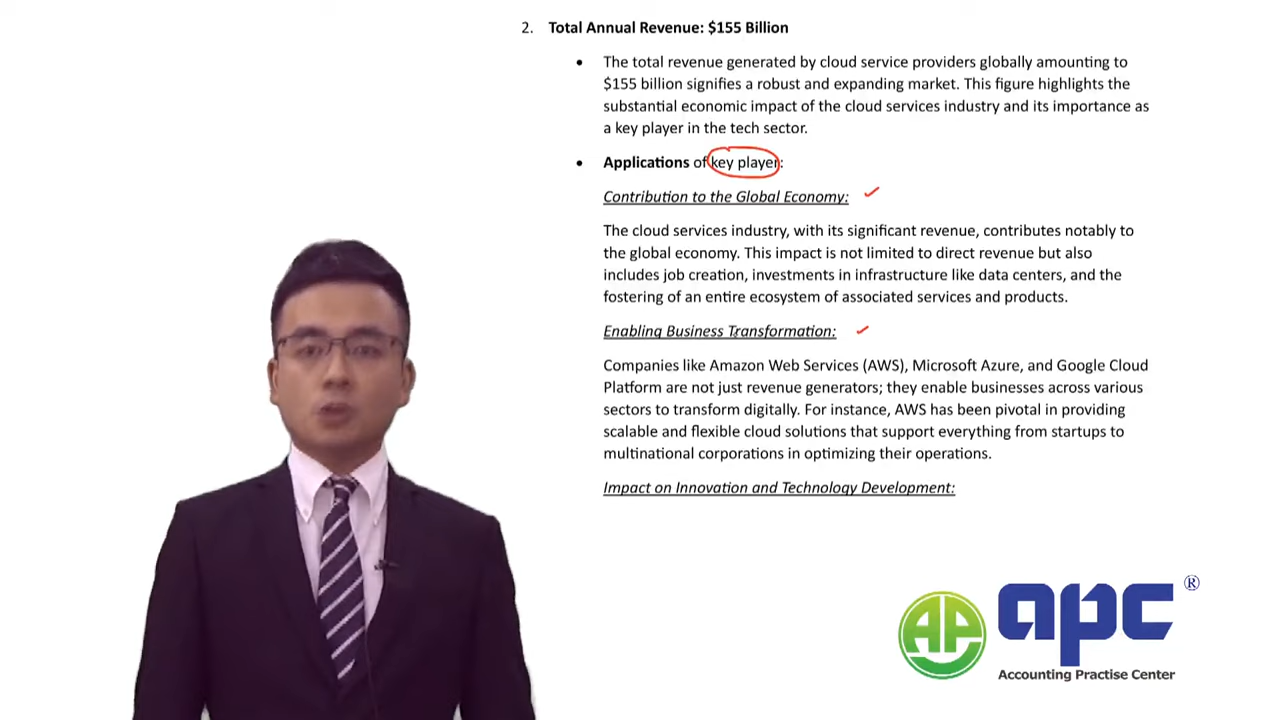 2. Total Annual Revenue: $155 Billion
• The total revenue generated by cloud service providers globally amounting to
$155 billion signifies a robust and expanding market. This figure highlights the
substantial economic impact of the cloud services industry and its importance as
a key player in the tech sector.
• Applications of key player:
Contribution to the Global Economy:
The cloud services industry, with its significant revenue, contributes notably to
the global economy. This impact is not limited to direct revenue but also
includes job creation, investments in infrastructure like data centers, and the
fostering of an entire ecosystem of associated services and products.
Enabling Business Transformation:
Companies like Amazon Web Services (AWS), Microsoft Azure, and Google Cloud
Platform are not just revenue generators; they enable businesses across various
sectors to transform digitally. For instance, AWS has been pivotal in providing
scalable and flexible cloud solutions that support everything from startups to
multinational corporations in optimizing their operations.
Impact on Innovation and Technology Development:
AP apc ®
Accounting Practise Center